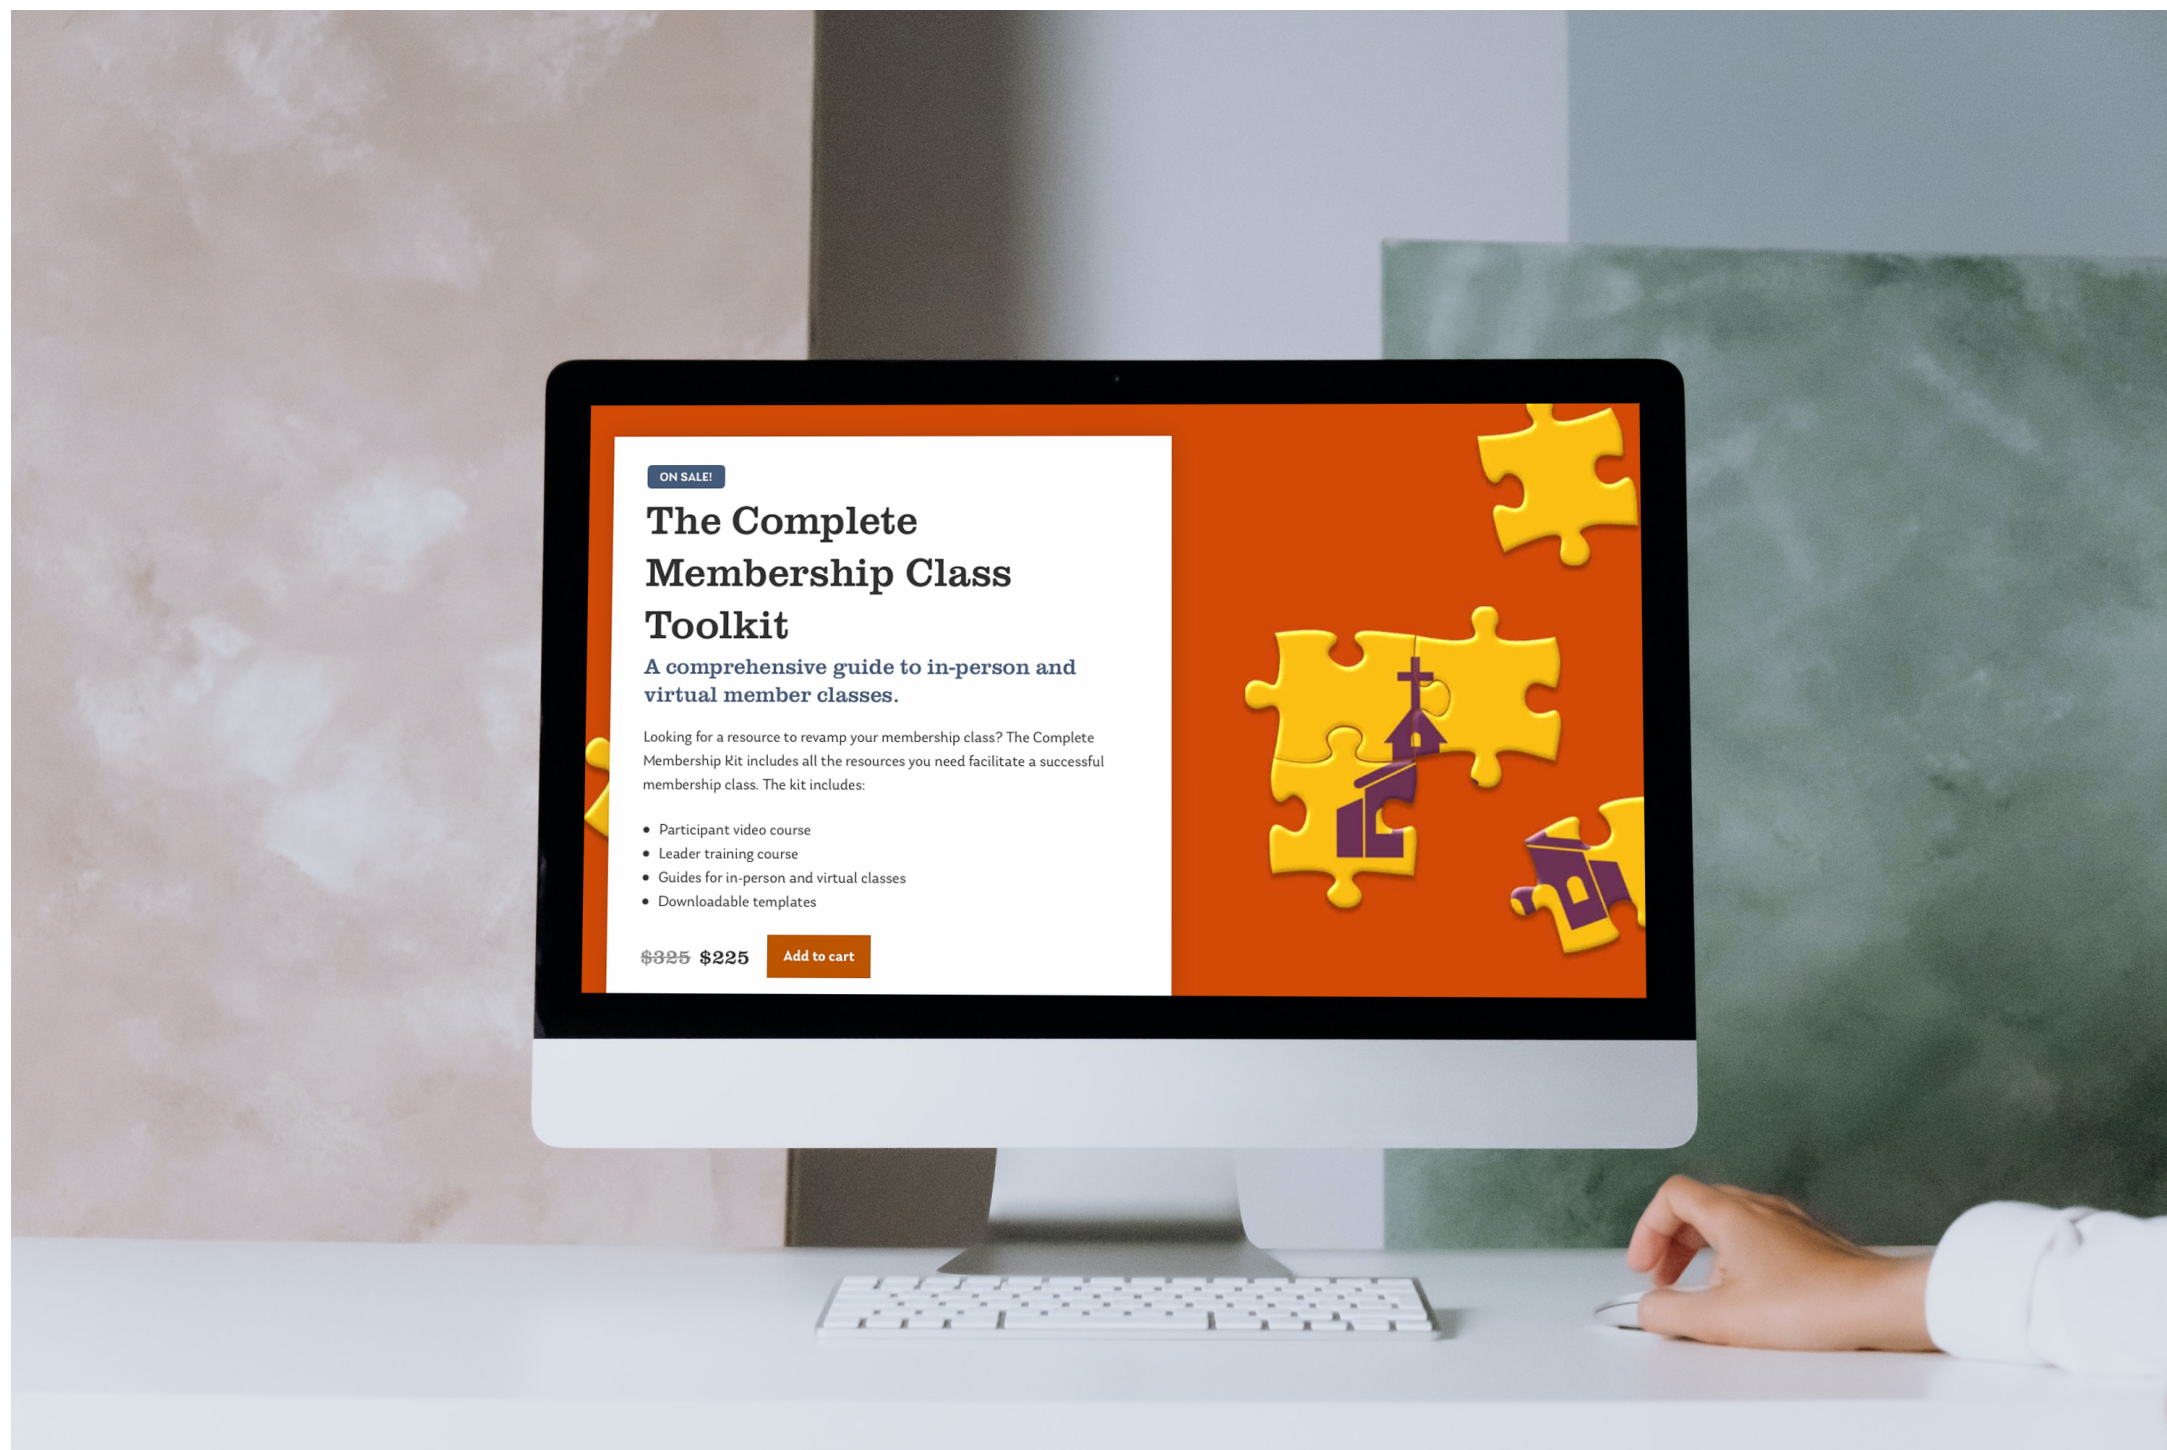 ON SALE!
The Complete
Membership Class
Toolkit
A comprehensive guide to in-person and
virtual member classes.
Looking for a resource to revamp your membership class? The Complete
Membership Kit includes all the resources you need facilitate a successful
membership class. The kit includes:
• Participant video course
• Leader training course
• Guides for in-person and virtual classes
• Downloadable templates
$325 $225 Add to cart